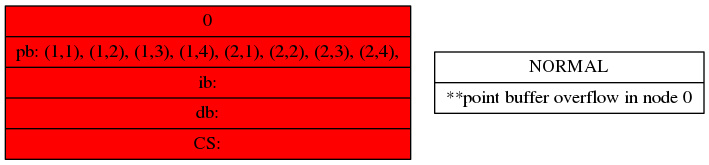 0
pb: (1,1), (1,2), (1,3), (1,4), (2,1), (2,2), (2,3), (2,4),
ib:
db:
CS:
NORMAL
**point buffer overflow in node 0